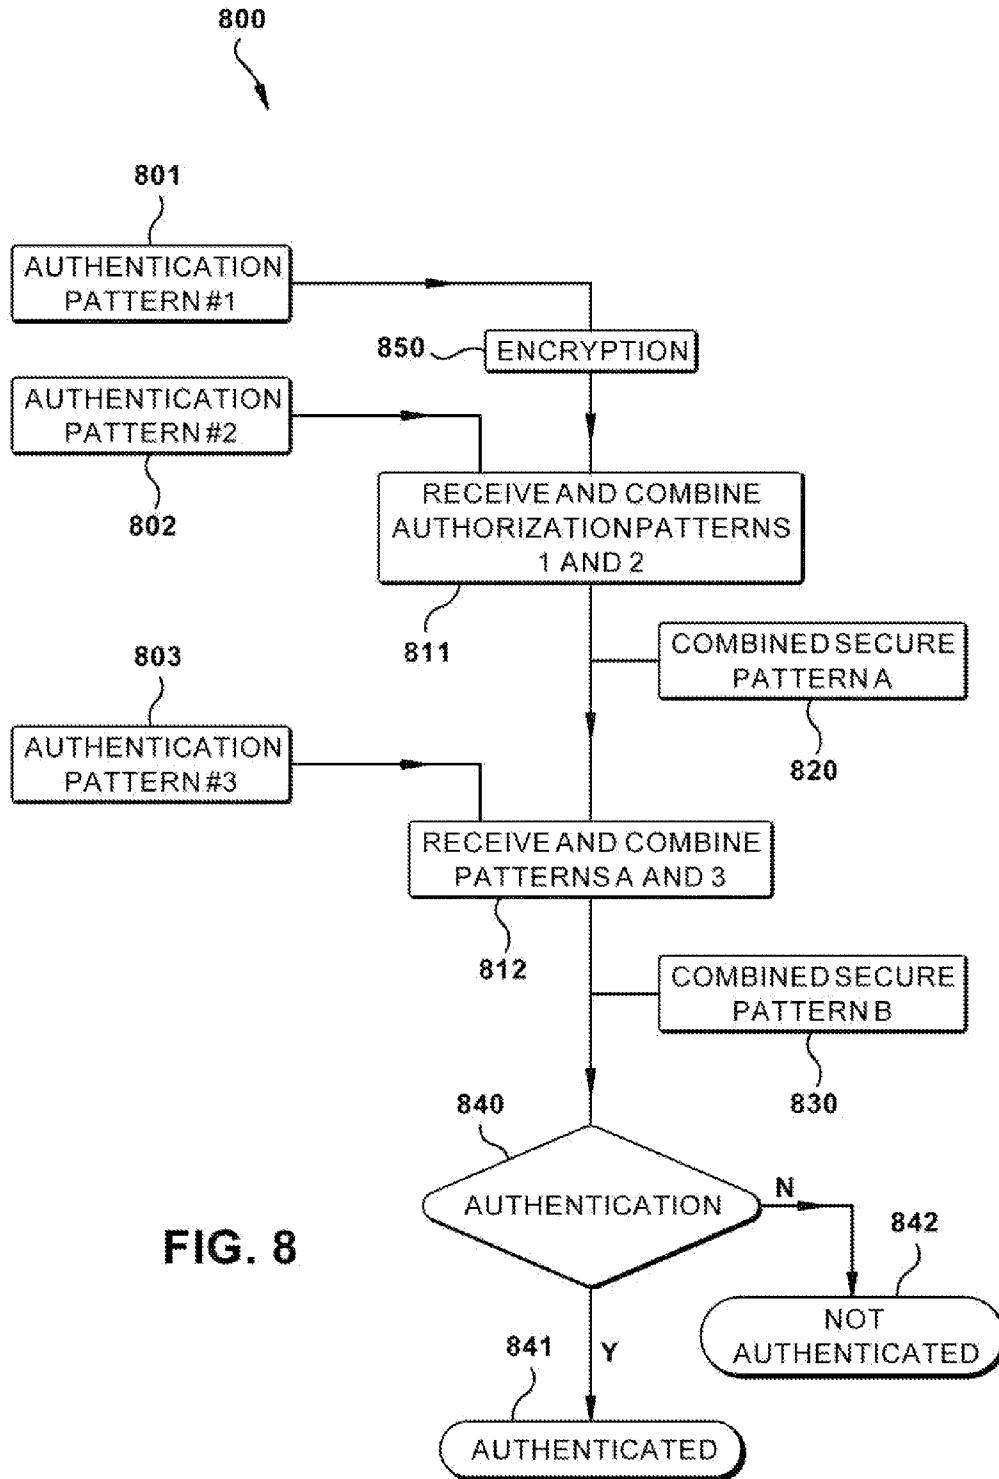 800
801
AUTHENTICATION
PATTERN #1
850
ENCRYPTION
AUTHENTICATION
PATTERN #2
802
RECEIVE AND COMBINE
AUTHORIZATION PATTERNS
1 AND 2
811
803
COMBINED SECURE
PATTERN A
820
AUTHENTICATION
PATTERN #3
RECEIVE AND COMBINE
PATTERNS A AND 3
812
COMBINED SECURE
PATTERN B
830
840
AUTHENTICATION
N
842
FIG. 8
NOT
AUTHENTICATED
841
Y
AUTHENTICATED